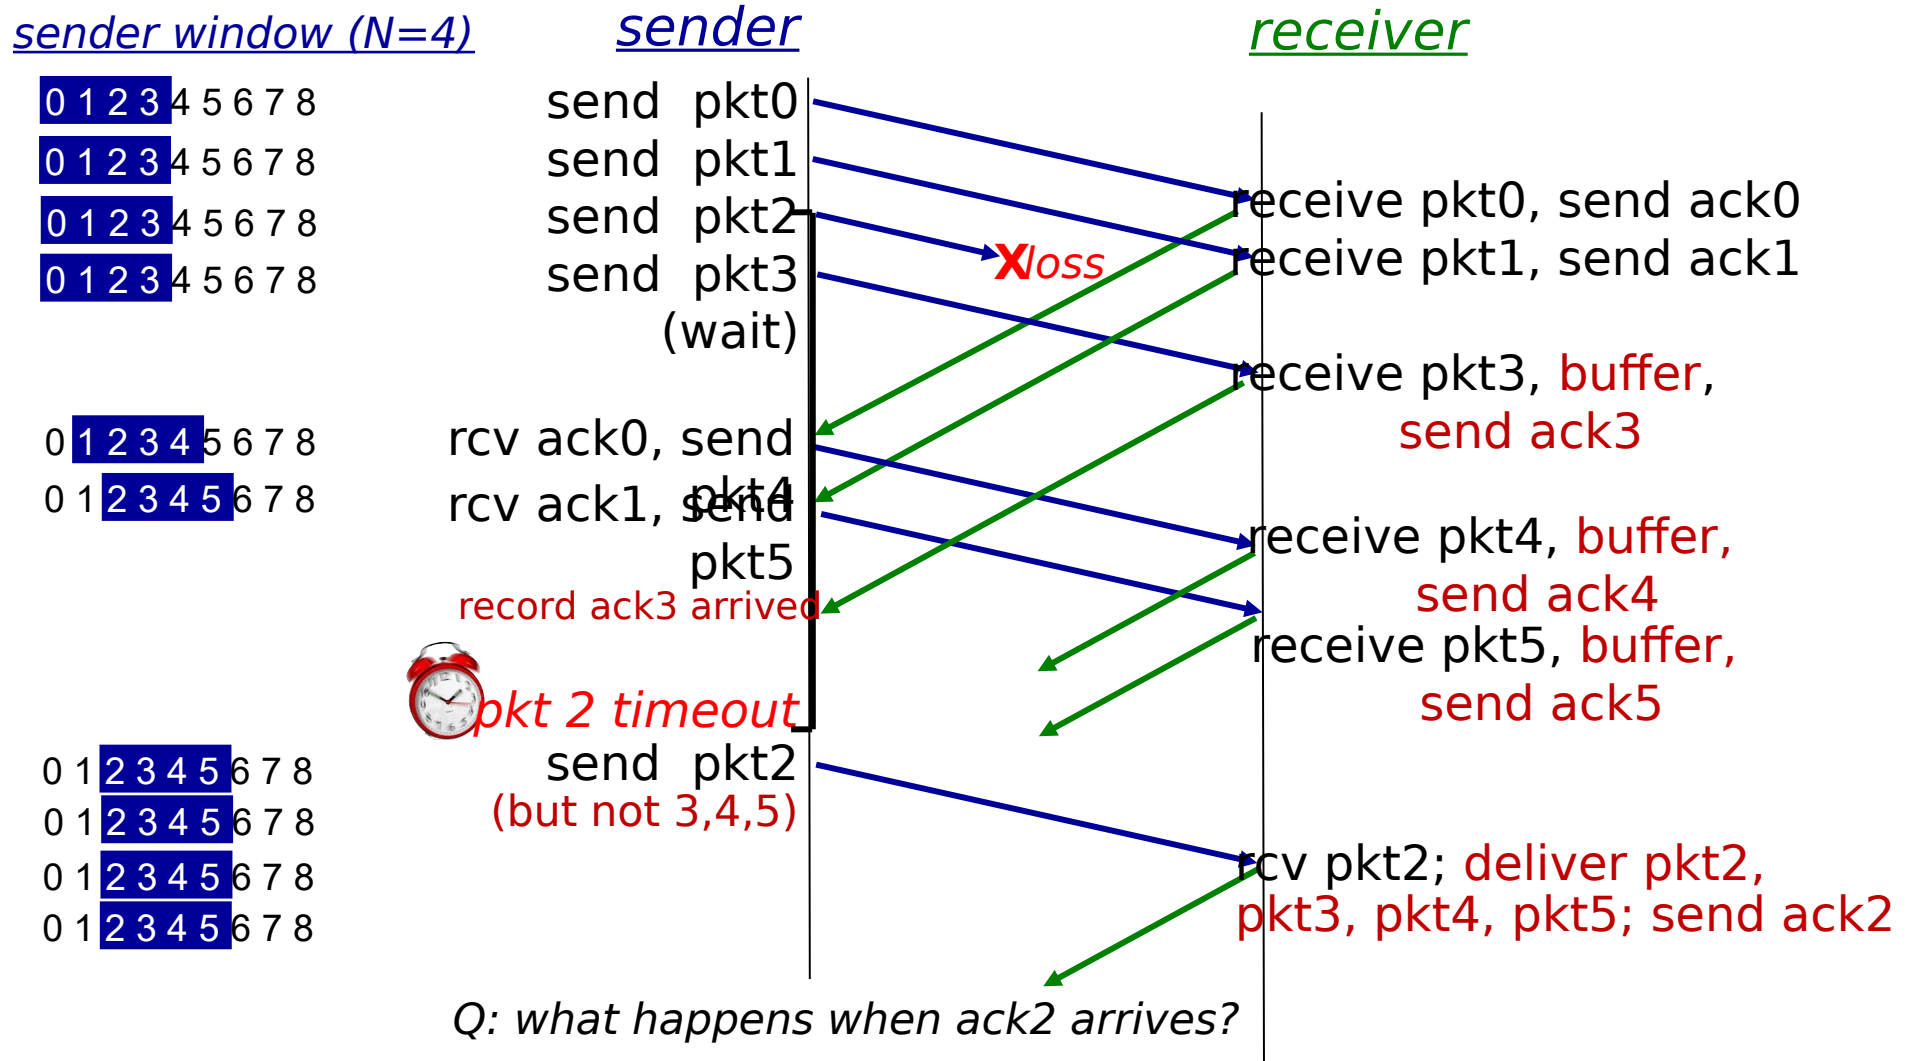 sender window (N=4)
sender
receiver
0 1 2 3 4 5 6 7 8
0 1 2 3 4 5 6 7 8
0 1 2 3 4 5 6 7 8
0 1 2 3 4 5 6 7 8
send pkt0
send pkt1
send pkt2
send pkt3
(wait)
X loss
receive pkt0, send ack0
receive pkt1, send ack1
receive pkt3, buffer,
send ack3
0 1 2 3 4 5 6 7 8
0 1 2 3 4 5 6 7 8
rcv ack0, send
pkt4
rcv ack1, send
pkt5
record ack3 arrived
receive pkt4, buffer,
send ack4
receive pkt5, buffer,
send ack5
pkt 2 timeout
send pkt2
(but not 3,4,5)
0 1 2 3 4 5 6 7 8
0 1 2 3 4 5 6 7 8
0 1 2 3 4 5 6 7 8
0 1 2 3 4 5 6 7 8
rcv pkt2; deliver pkt2,
pkt3, pkt4, pkt5; send ack2
Q: what happens when ack2 arrives?